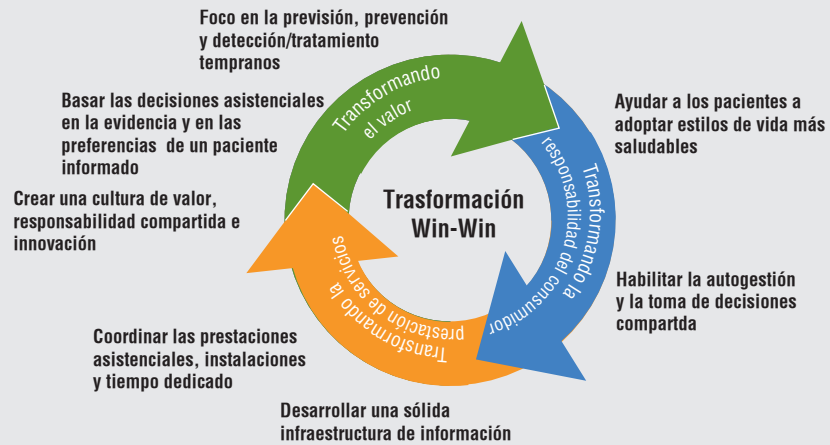 Foco en la previsión, prevención
y detección/tratamiento
tempranos
Basar las decisiones asistenciales
en la evidencia y en las
preferencias de un paciente
informado
Crear una cultura de valor,
responsabilidad compartida e
innovación
Transformando
el valor
Ayudar a los pacientes a
adoptar estilos de vida más
saludables
Transformando la
responsabilidad del consumidor
Trasformación
Win-Win
Habilitar la autogestión
y la toma de decisiones
compartda
Transformando la
prestación de servicios
Coordinar las prestaciones
asistenciales, instalaciones
y tiempo dedicado
Desarrollar una sólida
infraestructura de información